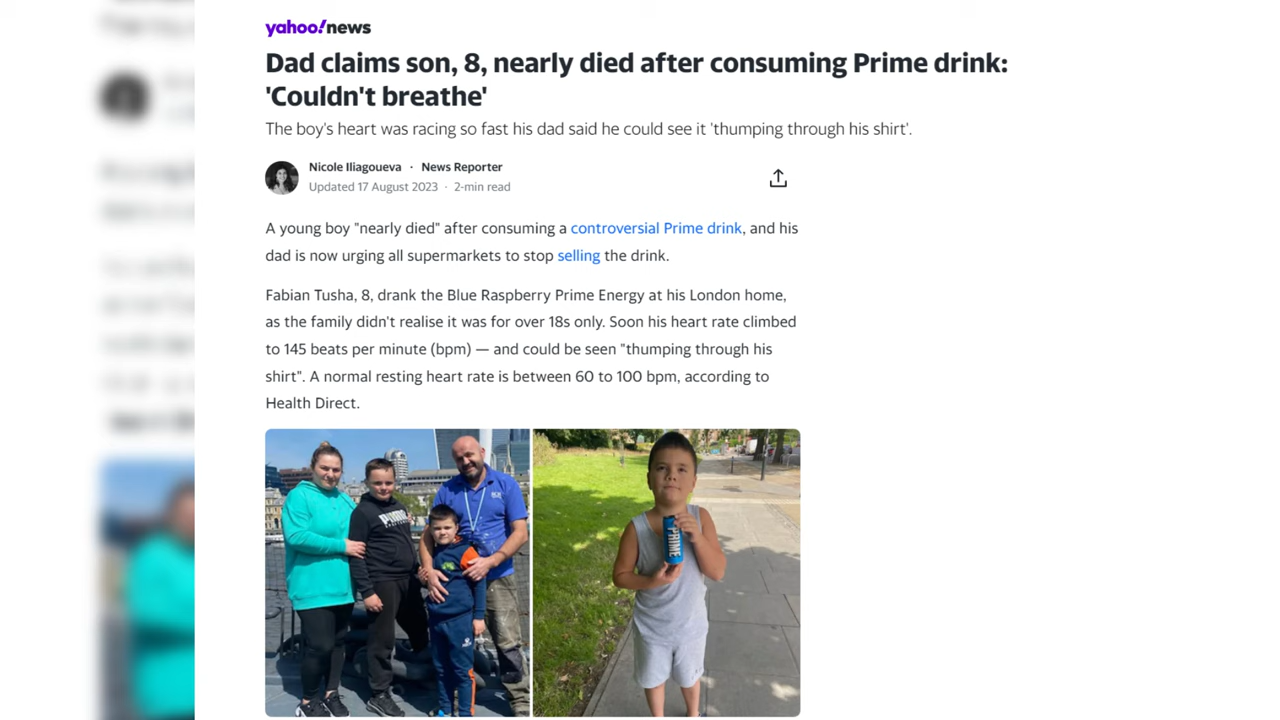 yahoo!news
Dad claims son, 8, nearly died after consuming Prime drink:
'Couldn't breathe'
The boy's heart was racing so fast his dad said he could see it 'thumping through his shirt'.
Nicole Iliagoueva · News Reporter
Updated 17 August 2023 · 2-min read
A young boy "nearly died" after consuming a controversial Prime drink, and his
dad is now urging all supermarkets to stop selling the drink.
Fabian Tusha, 8, drank the Blue Raspberry Prime Energy at his London home,
as the family didn't realise it was for over 18s only. Soon his heart rate climbed
to 145 beats per minute (bpm) — and could be seen "thumping through his
shirt". A normal resting heart rate is between 60 to 100 bpm, according to
Health Direct.
PRIME